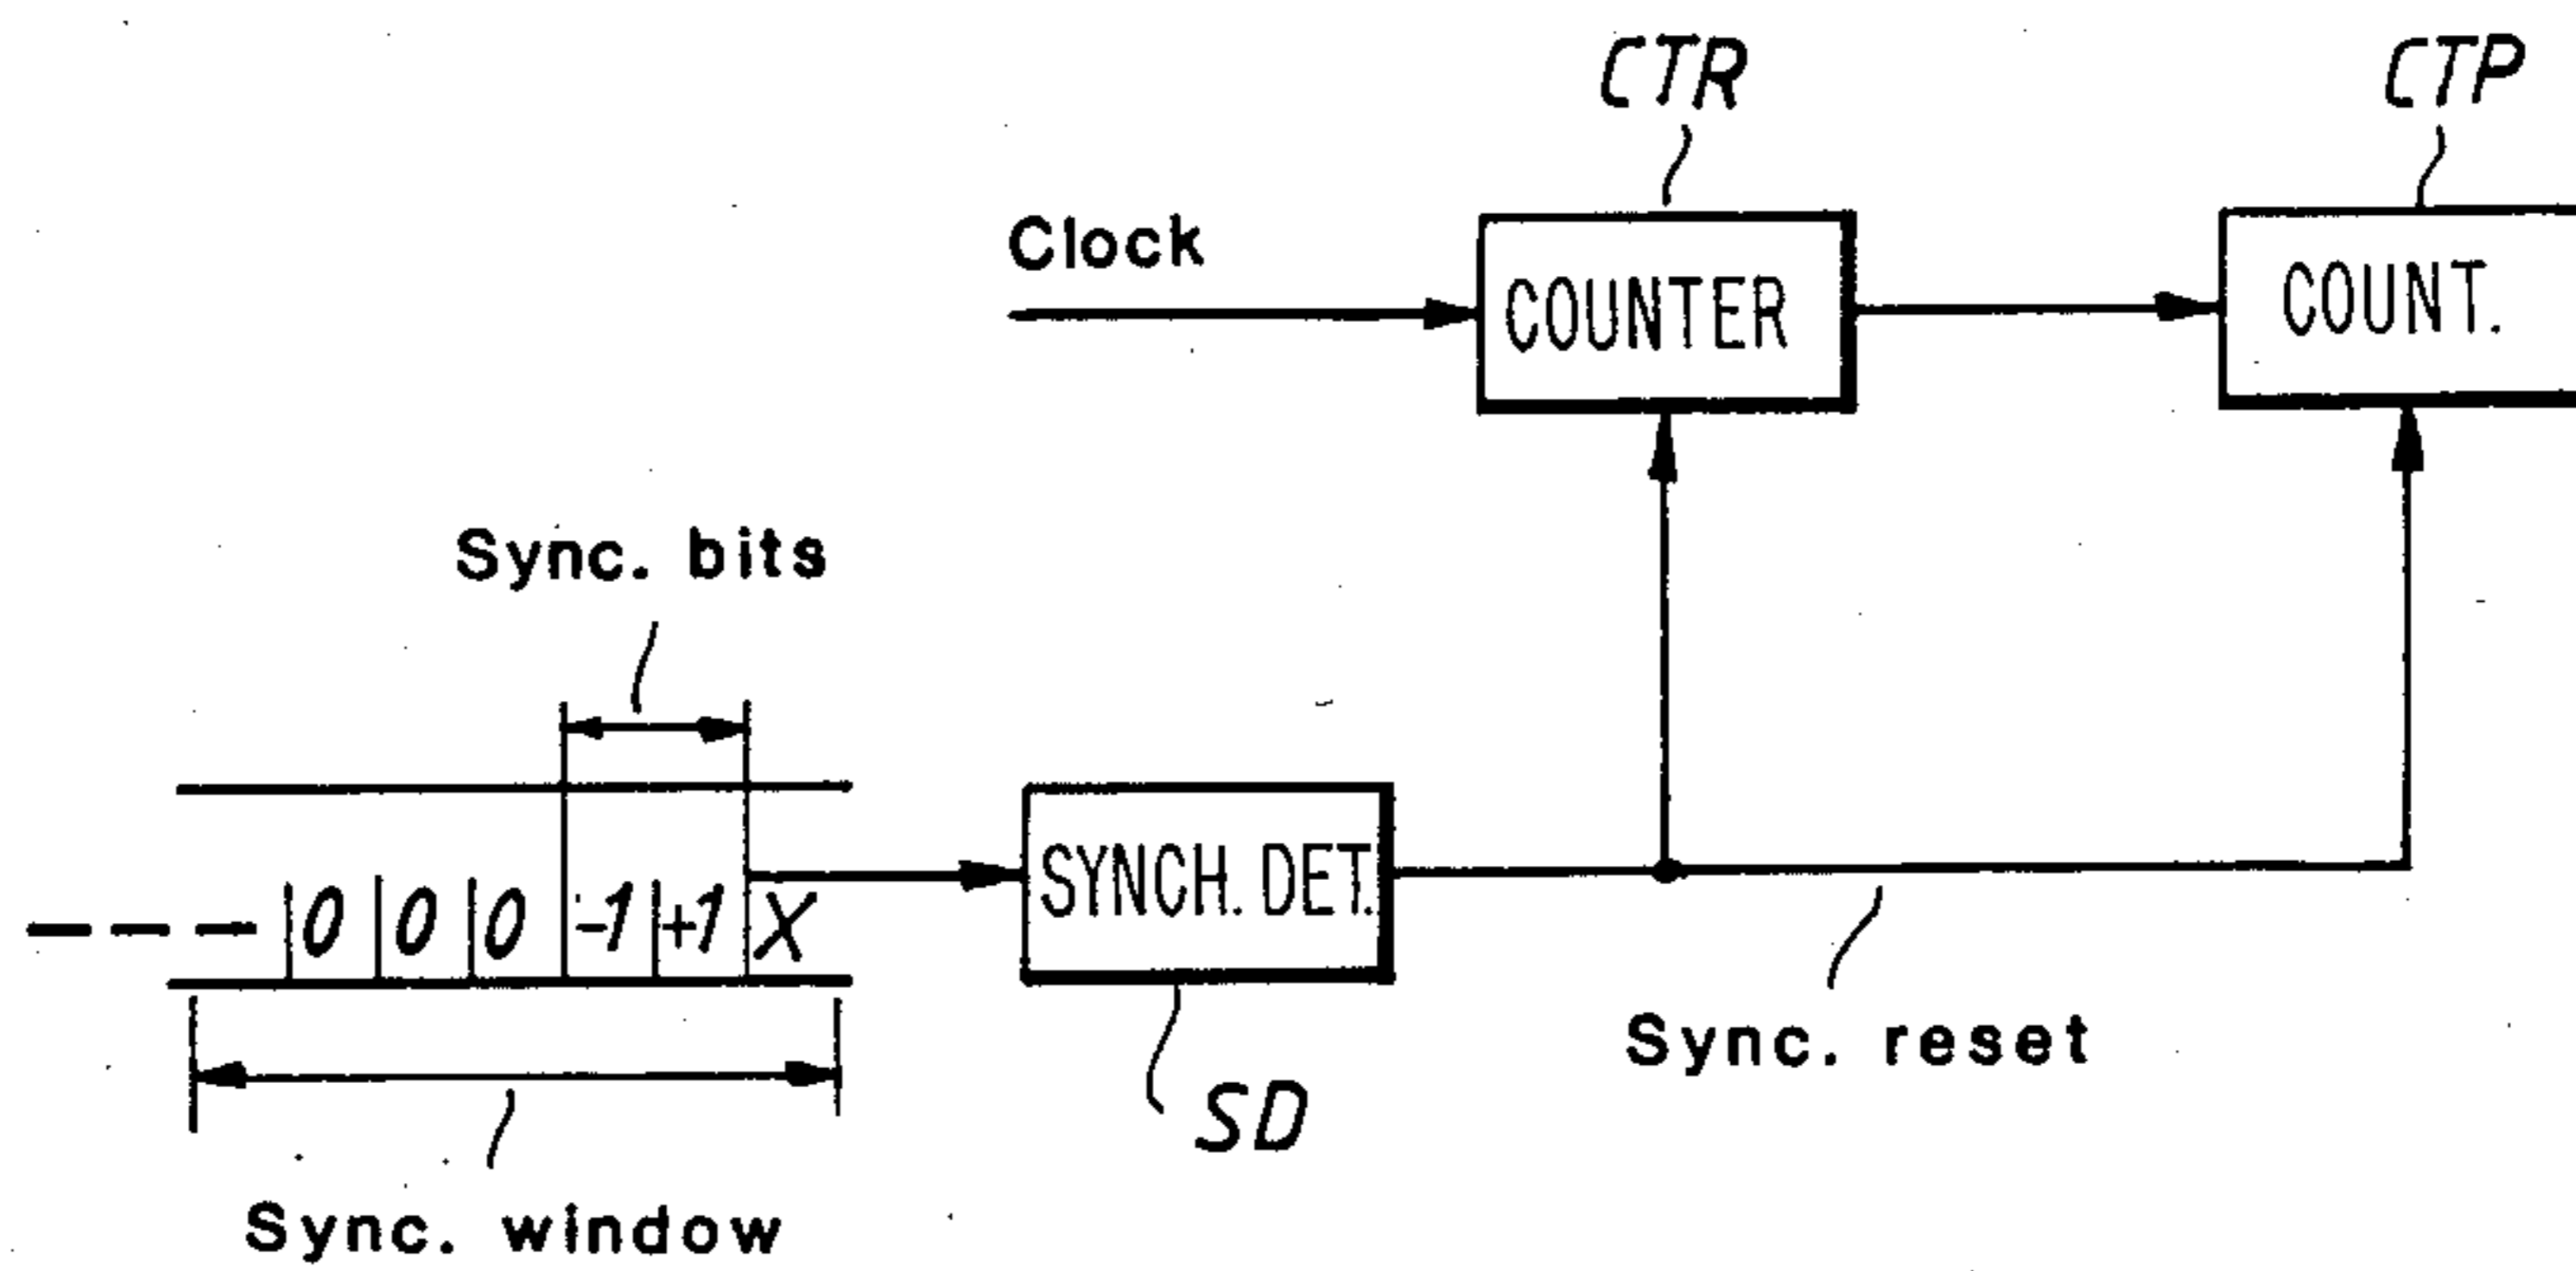 CTR
CTP
Clock
COUNTER
COUNT.
Sync. bits
0 0 0 -1 +1 X
SYNCH. DET.
Sync. reset
SD
Sync. window